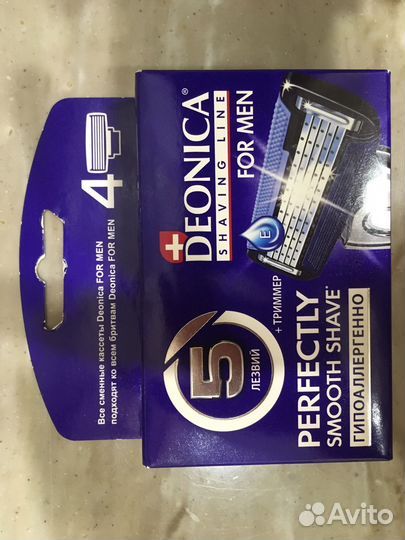 4
Все сменные кассеты Deonica FOR MEN
подходят ко всем бритвам Deonica FOR MEN
DEONICA®
SHAVING LINE
FOR MEN
E
5
ЛЕЗВИЙ
+ ТРИММЕР
PERFECTLY
SMOOTH SHAVE*
ГИПОАЛЛЕРГЕННО
Avito